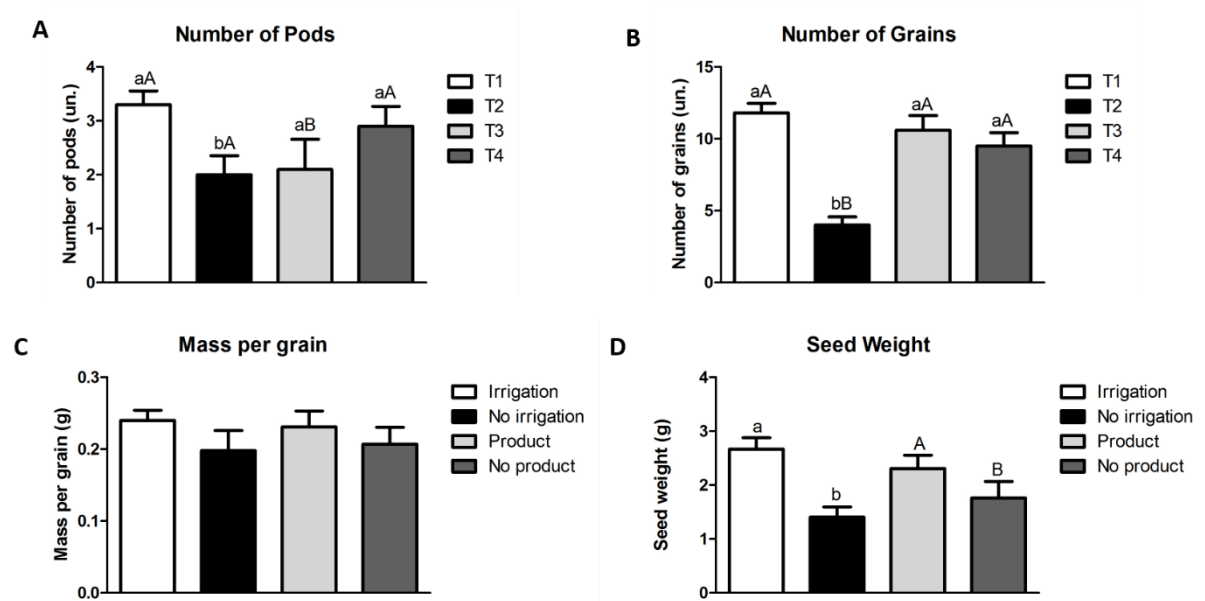 A
Number of Pods
Number of pods (un.)
4
3
2
1
0
aA
bA
aB
aA
T1
T2
T3
T4
B
Number of Grains
Number of grains (un.)
15
10
5
0
aA
bB
aA
aA
T1
T2
T3
T4
C
Mass per grain
Mass per grain (g)
0.3
0.2
0.1
0.0
Irrigation
No irrigation
Product
No product
D
Seed Weight
Seed weight (g)
4
3
2
1
0
a
b
A
B
Irrigation
No irrigation
Product
No product